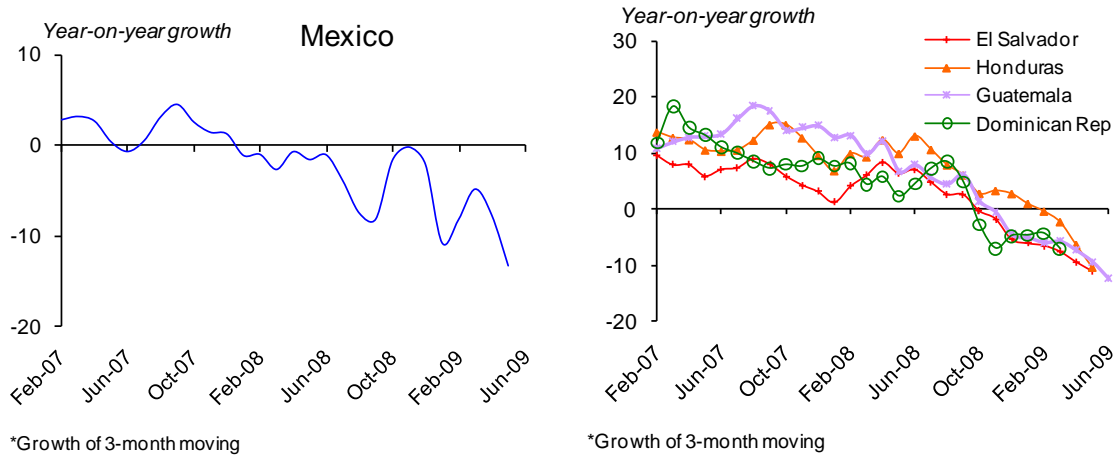 Year-on-year growth
Mexico
10
0
-10
-20
Feb-07
Jun-07
Oct-07
Feb-08
Jun-08
Oct-08
Feb-09
Jun-09
*Growth of 3-month moving
Year-on-year growth
El Salvador
Honduras
Guatemala
Dominican Rep
30
20
10
0
-10
-20
Feb-07
Jun-07
Oct-07
Feb-08
Jun-08
Oct-08
Feb-09
Jun-09
*Growth of 3-month moving